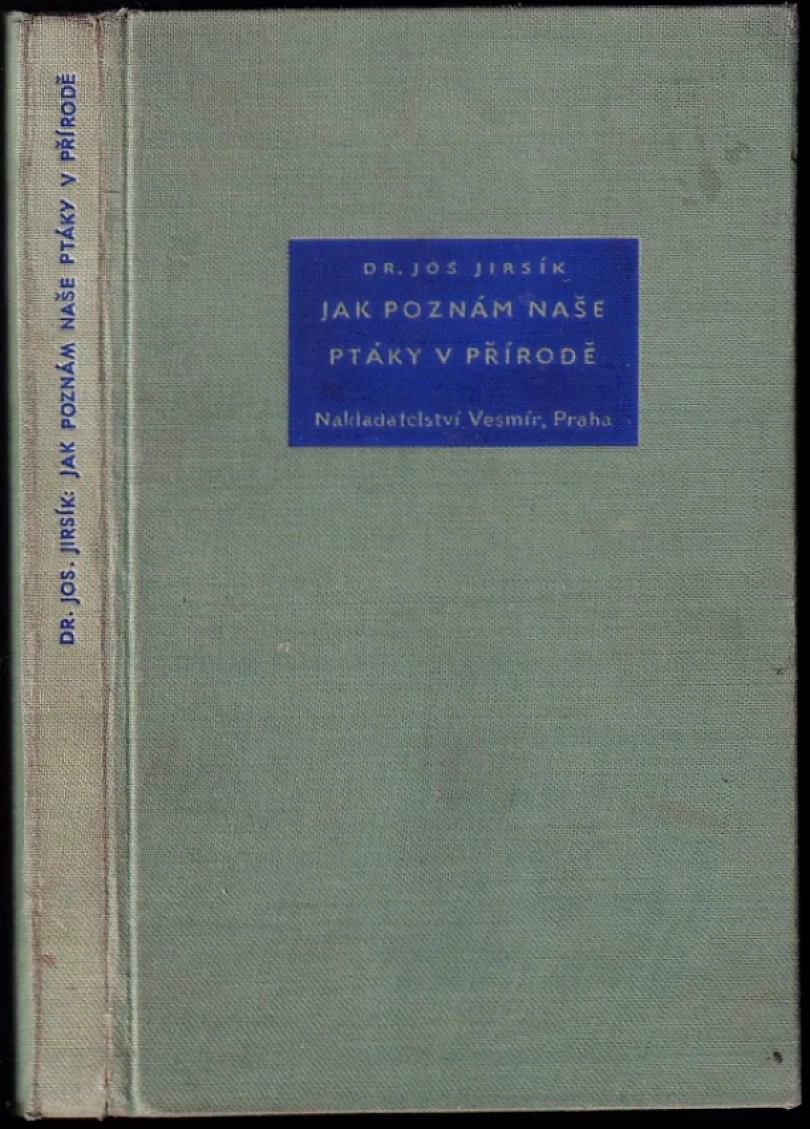 DR. JOS. JIRSÍK: JAK POZNÁM NAŠE PTÁKY V PŘÍRODĚ
DR. JOS JIRSÍK
JAK POZNÁM NAŠE
PTÁKY V PŘÍRODĚ
Nakladatelství Vesmír, Praha